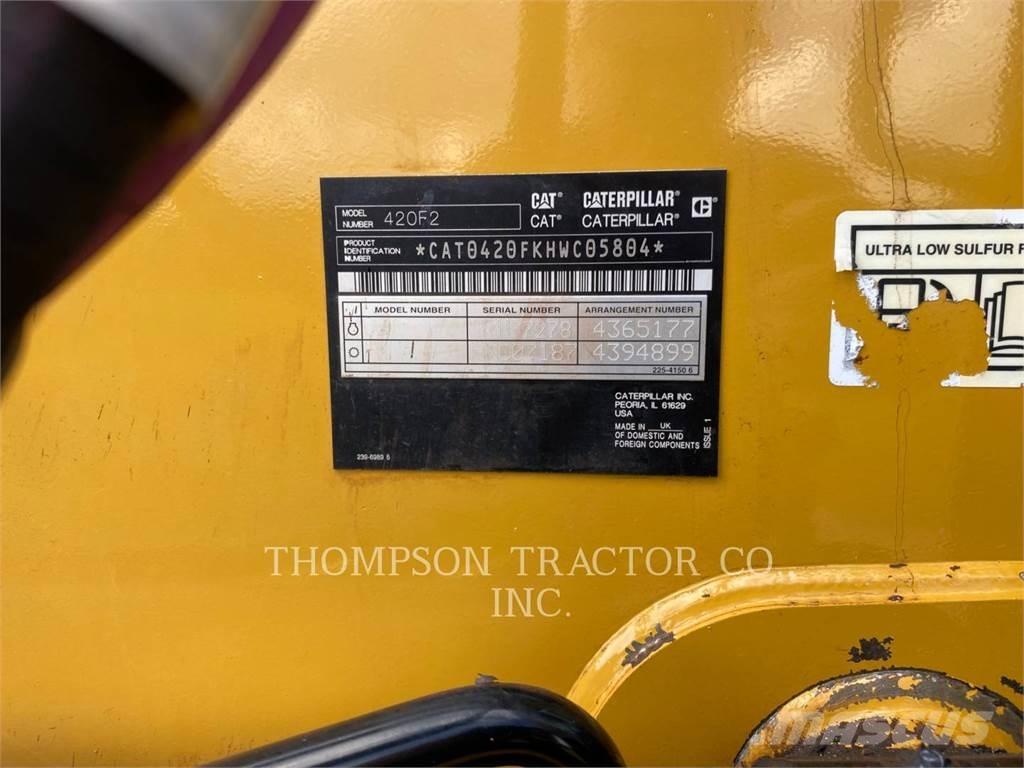 CAT® CATERPILLAR®
MODEL NUMBER 420F2
CAT® CATERPILLAR®
PRODUCT IDENTIFICATION NUMBER *CAT0420FKHWC05804*
MODEL NUMBER SERIAL NUMBER ARRANGEMENT NUMBER
4365177
4394899
225-4150 6
CATERPILLAR INC.
PEORIA, IL 61629
USA
MADE IN UK
OF DOMESTIC AND
FOREIGN COMPONENTS
ISSUE 1
239-6989 6
ULTRA LOW SULFUR
THOMPSON TRACTOR CO
INC.
MASCUS